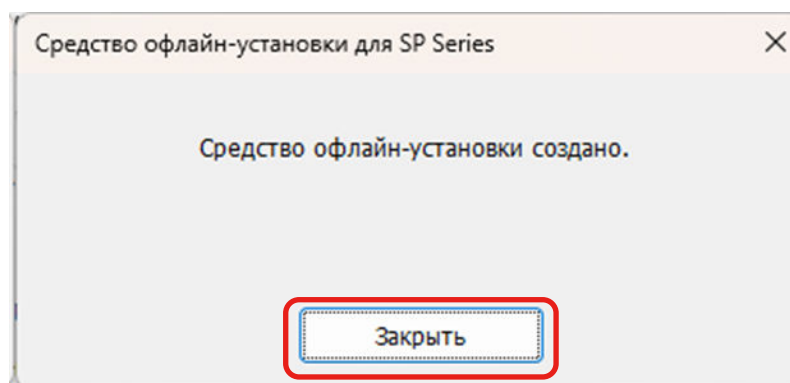 Средство офлайн-установки для SP Series
Средство офлайн-установки создано.
Закрыть